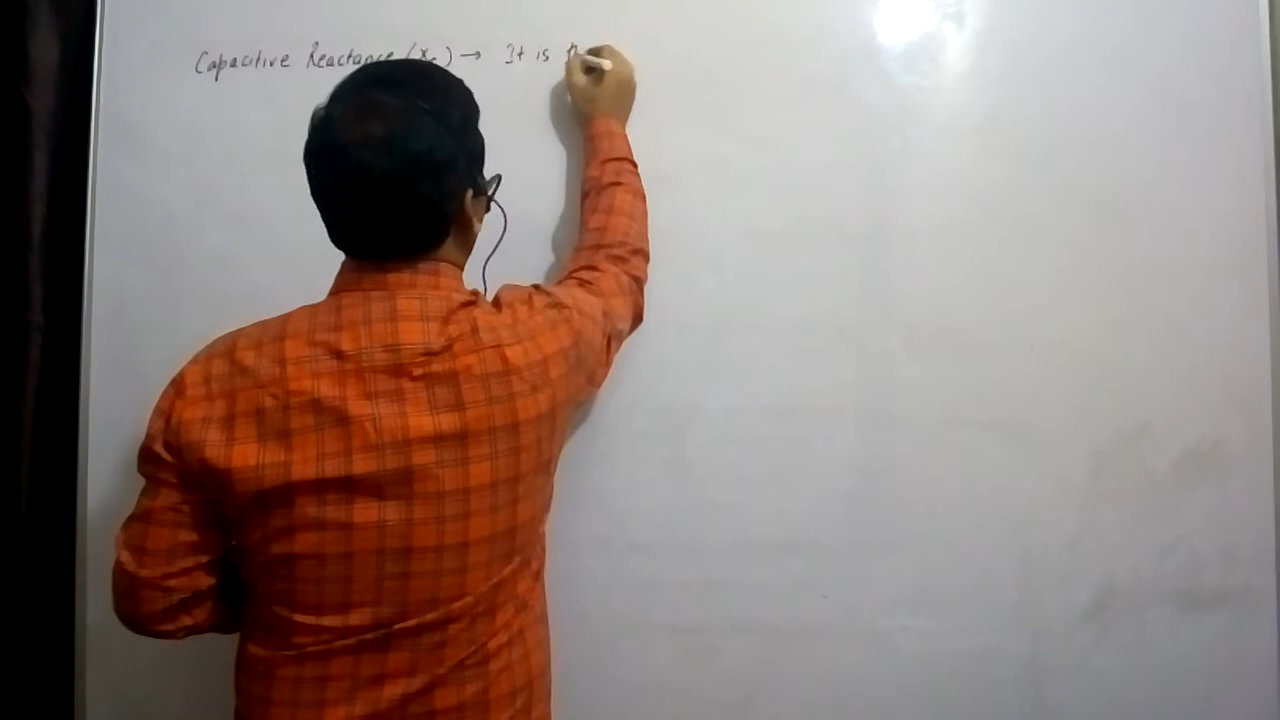 Capacitive Reactance (Xc) → It is